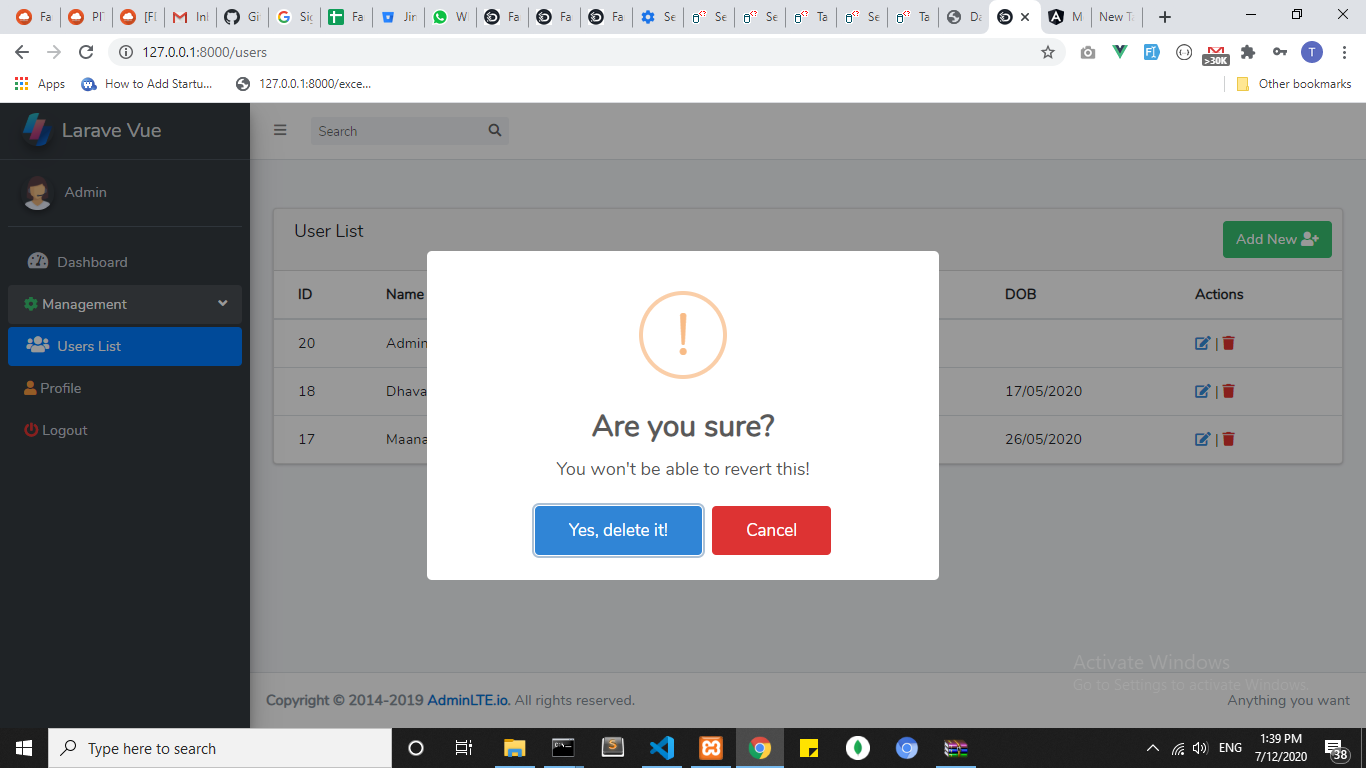 Fa Pl [Fl Inl Gi Sig Fa Jir W Fa Fa Fa Se Se Se Ta Se Ta Da M New T
127.0.0.1:8000/users
T
>30K
Apps How to Add Startu... 127.0.0.1:8000/exce... Other bookmarks
Larave Vue
Search
Admin
Dashboard
Management
Users List
Profile
Logout
User List
Add New
ID Name DOB Actions
20 Admin |
18 Dhava 17/05/2020 |
17 Maana 26/05/2020 |
!
Are you sure?
You won't be able to revert this!
Yes, delete it! Cancel
Activate Windows
Go to Settings to activate Windows.
Copyright © 2014-2019 AdminLTE.io. All rights reserved.
Anything you want
Type here to search
ENG
1:39 PM
7/12/2020
38